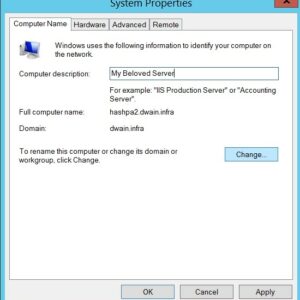 System Properties
Computer Name
Hardware
Advanced
Remote
Windows uses the following information to identify your computer on
the network.
Computer description:
My Beloved Server
For example: "IIS Production Server" or "Accounting
Server".
Full computer name:
hashpa2.dwain.infra
Domain:
dwain.infra
To rename this computer or change its domain or
workgroup, click Change.
Change...
OK
Cancel
Apply